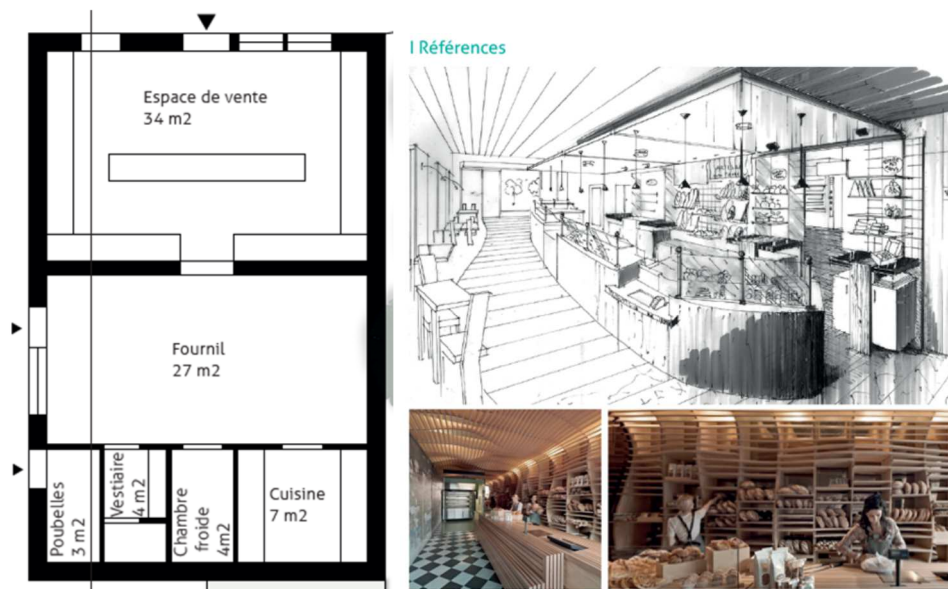 Espace de vente
34 m2
Fournil
27 m2
Poubelles
3 m2
Vestiaire
4 m2
Chambre
froide
4m2
Cuisine
7 m2
I Références